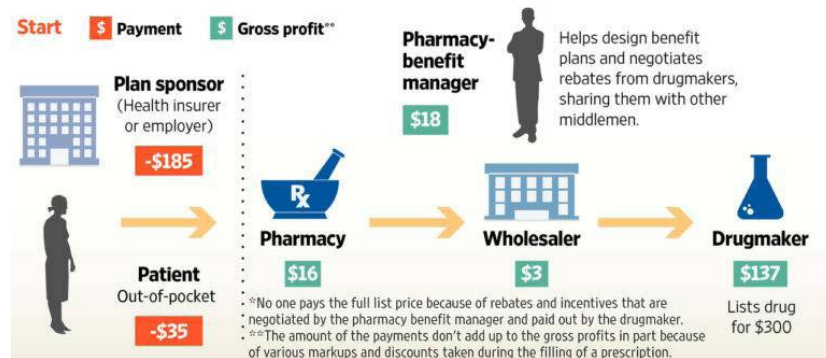 Start
$ Payment
$ Gross profit**
Plan sponsor
(Health insurer
or employer)
-$185
Patient
Out-of-pocket
-$35
Pharmacy-
benefit
manager
$18
Helps design benefit
plans and negotiates
rebates from drugmakers,
sharing them with other
middlemen.
Rx
Pharmacy
$16
Wholesaler
$3
Drugmaker
$137
Lists drug
for $300
*No one pays the full list price because of rebates and incentives that are
negotiated by the pharmacy benefit manager and paid out by the drugmaker.
**The amount of the payments don't add up to the gross profits in part because
of various markups and discounts taken during the filling of a prescription.